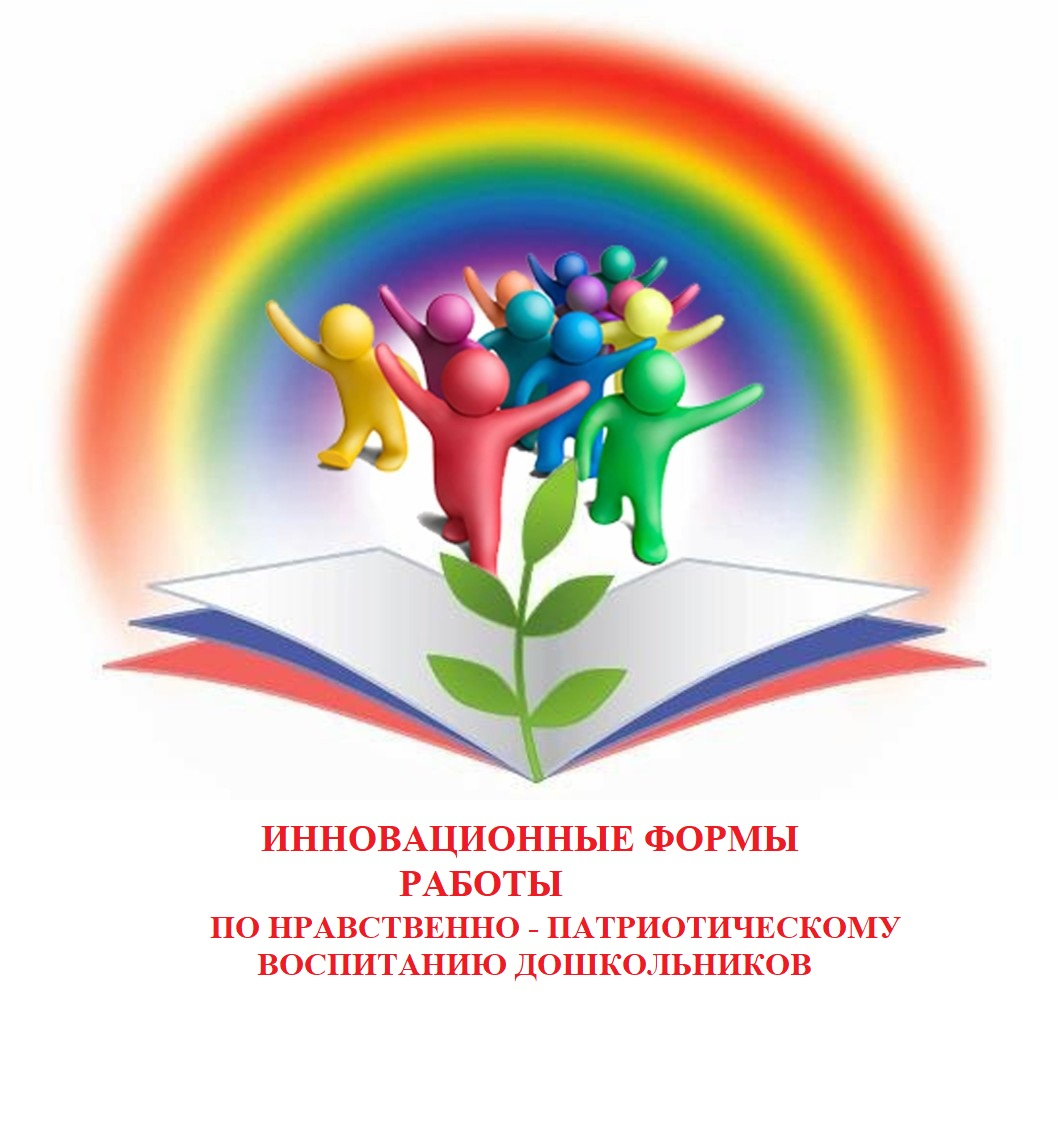 ИННОВАЦИОННЫЕ ФОРМЫ
РАБОТЫ
ПО НРАВСТВЕННО - ПАТРИОТИЧЕСКОМУ
ВОСПИТАНИЮ ДОШКОЛЬНИКОВ